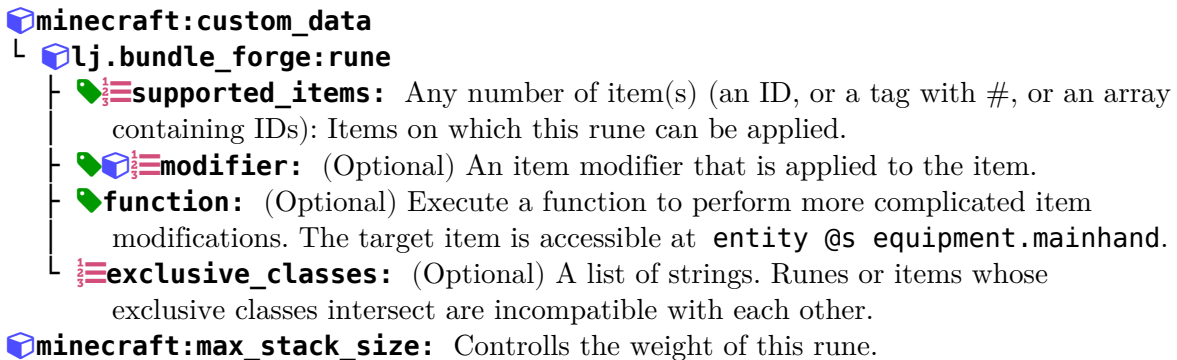 minecraft:custom_data
lj.bundle_forge:rune
supported_items: Any number of item(s) (an ID, or a tag with #, or an array
containing IDs): Items on which this rune can be applied.
modifier: (Optional) An item modifier that is applied to the item.
function: (Optional) Execute a function to perform more complicated item
modifications. The target item is accessible at entity @s equipment.mainhand.
exclusive_classes: (Optional) A list of strings. Runes or items whose
exclusive classes intersect are incompatible with each other.
minecraft:max_stack_size: Controlls the weight of this rune.